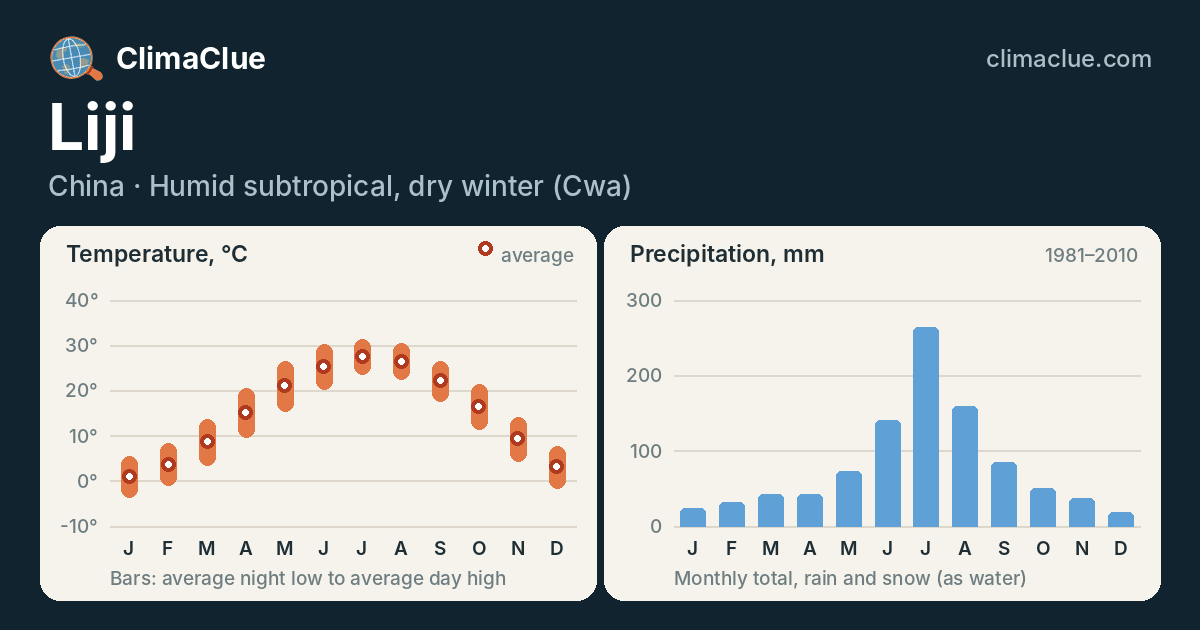 ClimaClue
climaclue.com
Liji
China · Humid subtropical, dry winter (Cwa)
Temperature, °C
average
40°
30°
20°
10°
0°
-10°
J F M A M J J A S O N D
Bars: average night low to average day high
Precipitation, mm
1981–2010
300
200
100
0
J F M A M J J A S O N D
Monthly total, rain and snow (as water)